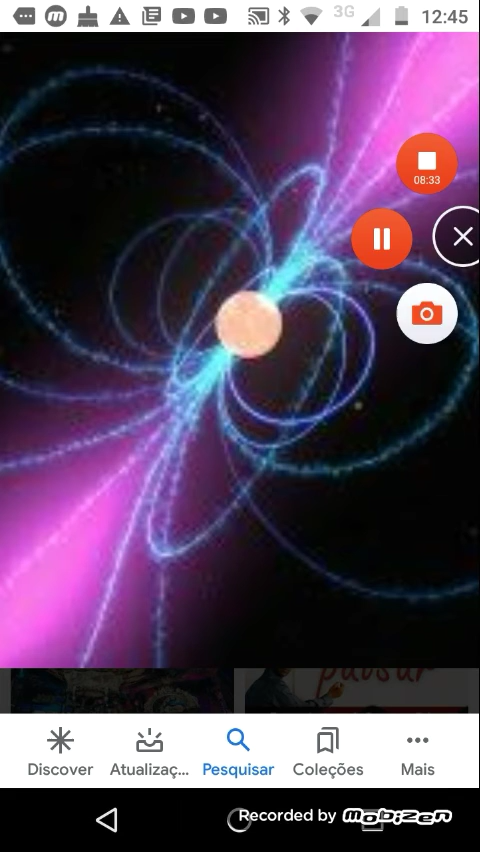 3G
12:45
08:33
pulsar
Discover
Atualizaç...
Pesquisar
Coleções
Mais
Recorded by Mobizen